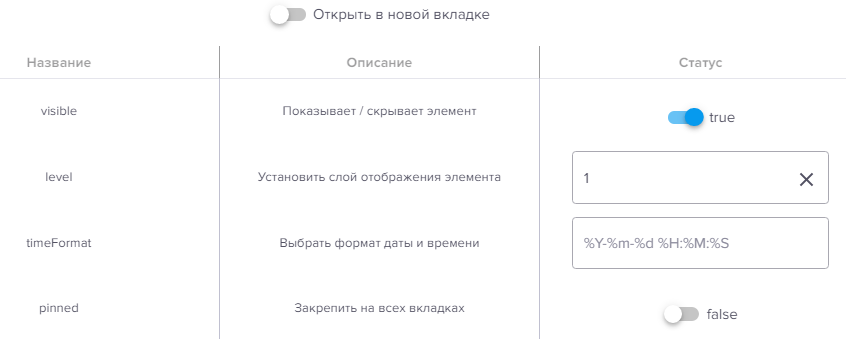 Открыть в новой вкладке
Название Описание Статус
visible Показывает / скрывает элемент true
level Установить слой отображения элемента 1
timeFormat Выбрать формат даты и времени %Y-%m-%d %H:%M:%S
pinned Закрепить на всех вкладках false